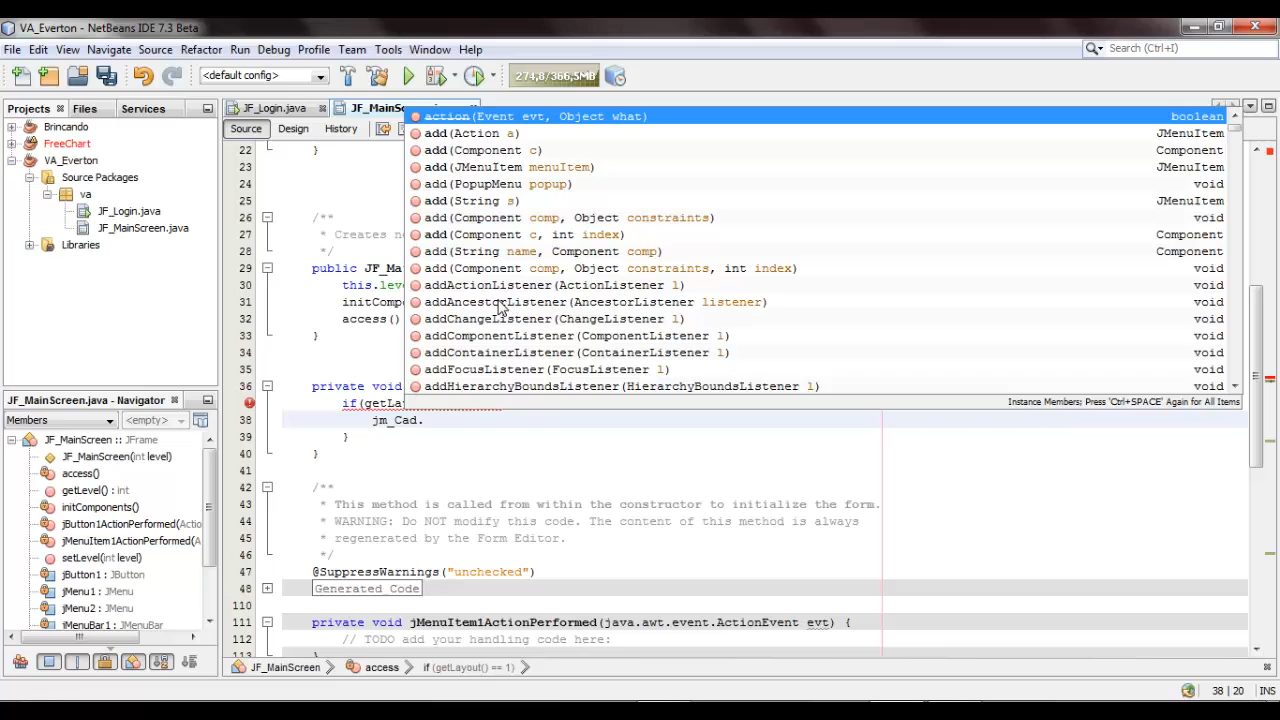 VA_Everton - NetBeans IDE 7.3 Beta
File Edit View Navigate Source Refactor Run Debug Profile Team Tools Window Help
Search (Ctrl+I)
<default config>
274,8/366,5MB
Projects Files Services
JF_Login.java
Source Design History
Brincando
FreeChart
VA_Everton
Source Packages
va
JF_Login.java
JF_MainScreen.java
Libraries
action(Event evt, Object what) boolean
add(Action a) JMenuItem
add(Component c) Component
add(JMenuItem menuItem) JMenuItem
add(PopupMenu popup) void
add(String s) JMenuItem
add(Component comp, Object constraints) void
add(Component c, int index) Component
add(String name, Component comp) Component
add(Component comp, Object constraints, int index) void
addActionListener(ActionListener l) void
addAncestorListener(AncestorListener listener) void
addChangeListener(ChangeListener l) void
addComponentListener(ComponentListener l) void
addContainerListener(ContainerListener l) void
addFocusListener(FocusListener l) void
addHierarchyBoundsListener(HierarchyBoundsListener l) void
Instance Members; Press 'Ctrl+SPACE' Again for All Items
22 }
23
24
25
26 /**
27 * Creates ne
28 */
29 public JF_Ma
30 this.leve
31 initCompo
32 access()
33 }
34
35
36 private void
if(getLa
38 jm_Cad.
39 }
40 }
41
42 /**
43 * This method is called from within the constructor to initialize the form.
44 * WARNING: Do NOT modify this code. The content of this method is always
45 * regenerated by the Form Editor.
46 */
47 @SuppressWarnings("unchecked")
48 Generated Code
110
111 private void jMenuItem1ActionPerformed(java.awt.event.ActionEvent evt) {
112 // TODO add your handling code here:
113 }
JF_MainScreen.java - Navigator
Members <empty>
JF_MainScreen :: JFrame
JF_MainScreen(int level)
access()
getLevel() : int
initComponents()
jButton1ActionPerformed(Actio
jMenuItem1ActionPerformed(A
setLevel(int level)
jButton1 : JButton
jMenu1 : JMenu
jMenu2 : JMenu
jMenuBar1 : JMenuBar
JF_MainScreen access if (getLayout() == 1)
38 | 20 INS